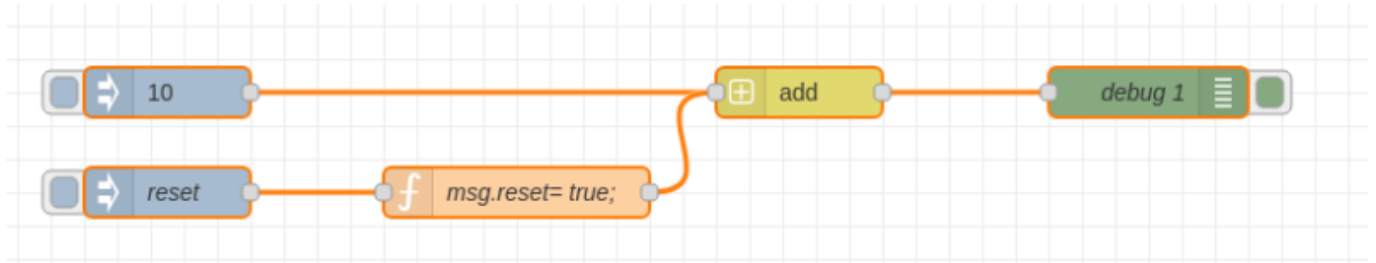 10
add
debug 1
reset
msg.reset= true;